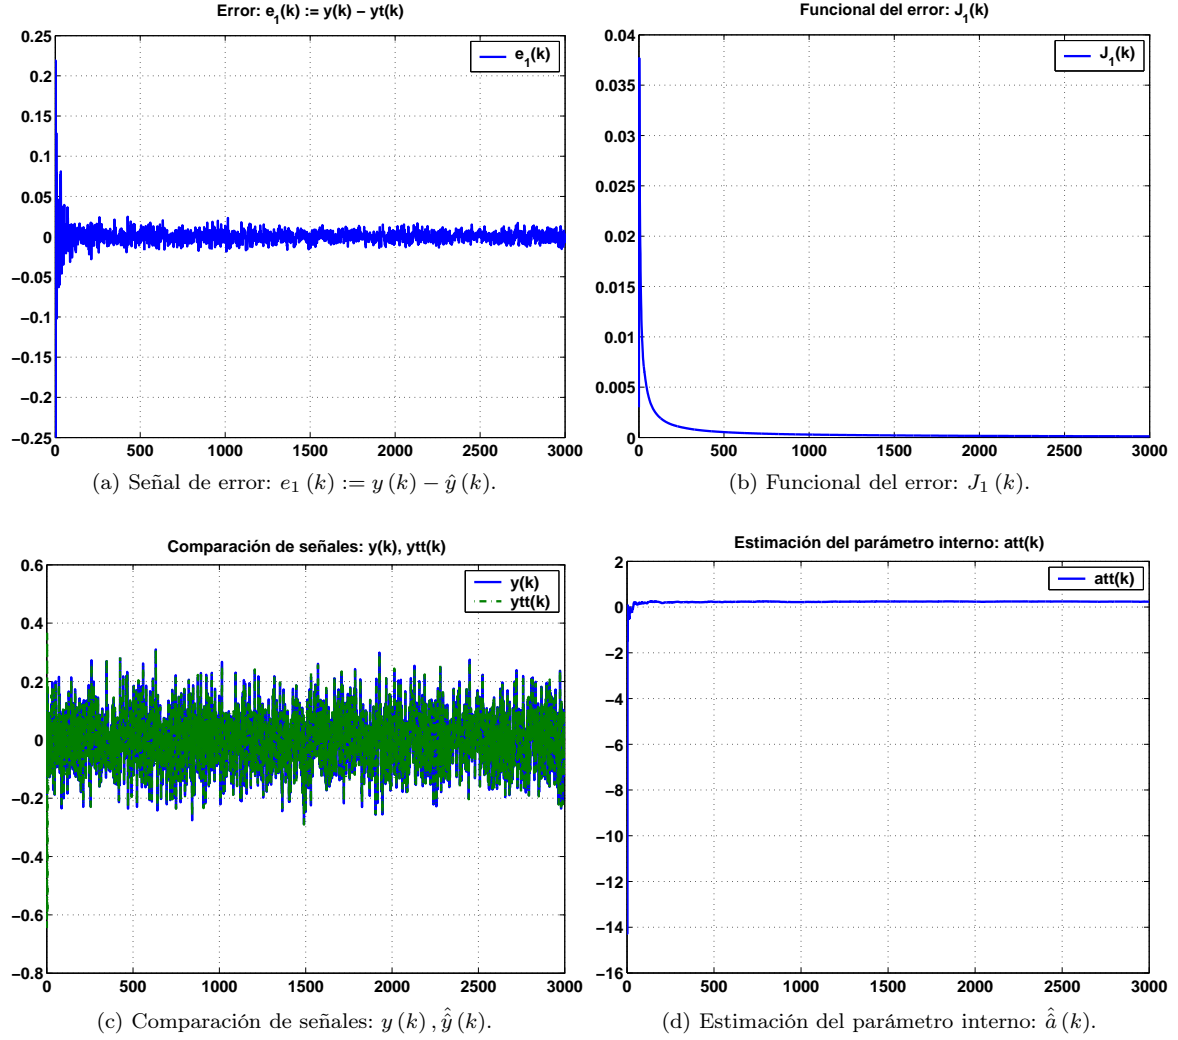 Error: e₁(k) := y(k) − yt(k)
0.25
0.2
0.15
0.1
0.05
0
−0.05
−0.1
−0.15
−0.2
−0.25
0 500 1000 1500 2000 2500 3000
e₁(k)
(a) Señal de error: e₁ (k) := y (k) − ŷ (k).
Funcional del error: J₁(k)
0.04
0.035
0.03
0.025
0.02
0.015
0.01
0.005
0
0 500 1000 1500 2000 2500 3000
J₁(k)
(b) Funcional del error: J₁ (k).
Comparación de señales: y(k), ytt(k)
0.6
0.4
0.2
0
−0.2
−0.4
−0.6
−0.8
0 500 1000 1500 2000 2500 3000
y(k)
ytt(k)
(c) Comparación de señales: y (k) , ŷ̂ (k).
Estimación del parámetro interno: att(k)
2
0
−2
−4
−6
−8
−10
−12
−14
−16
0 500 1000 1500 2000 2500 3000
att(k)
(d) Estimación del parámetro interno: â̂ (k).